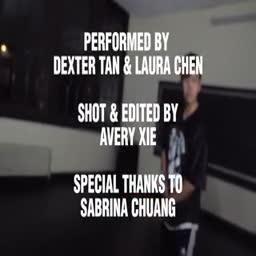 PERFORMED BY
DEXTER TAN & LAURA CHEN
SHOT & EDITED BY
AVERY XIE
SPECIAL THANKS TO
SABRINA CHUANG